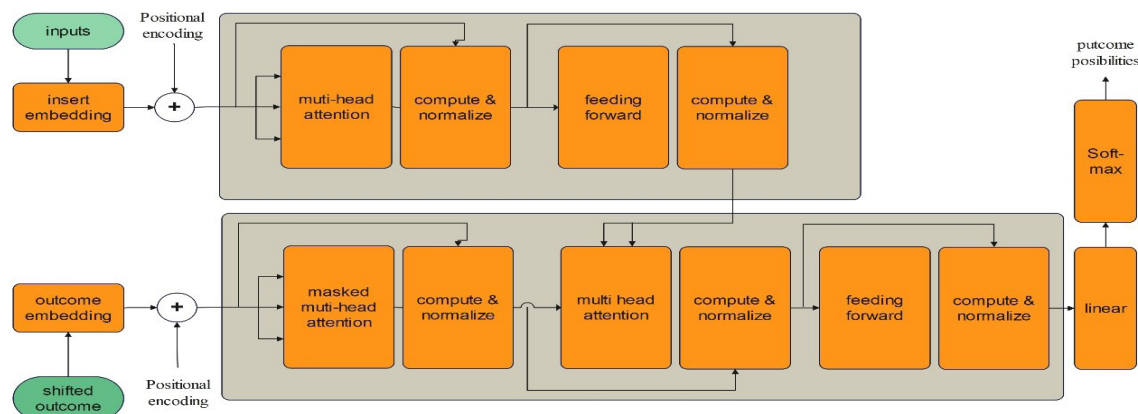 inputs
Positional
encoding
insert
embedding
+
muti-head
attention
compute &
normalize
feeding
forward
compute &
normalize
putcome
posibilities
Soft-
max
outcome
embedding
+
masked
muti-head
attention
compute &
normalize
multi head
attention
compute &
normalize
feeding
forward
compute &
normalize
linear
shifted
outcome
Positional
encoding